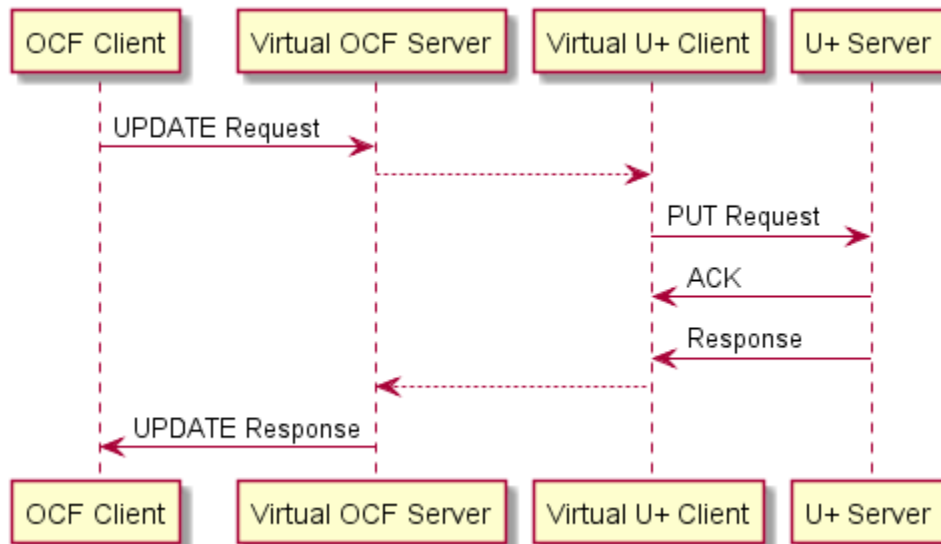 OCF Client
Virtual OCF Server
Virtual U+ Client
U+ Server
UPDATE Request
PUT Request
ACK
Response
UPDATE Response
OCF Client
Virtual OCF Server
Virtual U+ Client
U+ Server